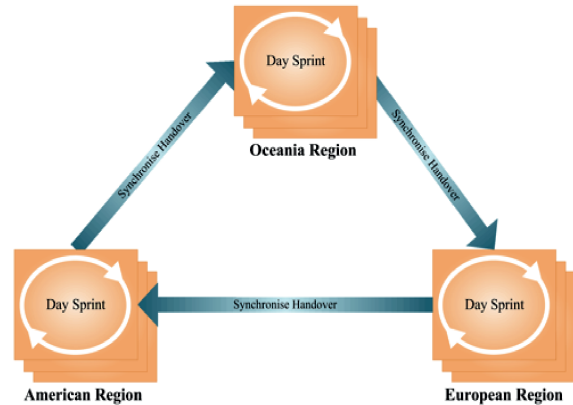 Day Sprint
Oceania Region
Synchronise Handover
Synchronise Handover
Day Sprint
Synchronise Handover
Day Sprint
American Region
European Region